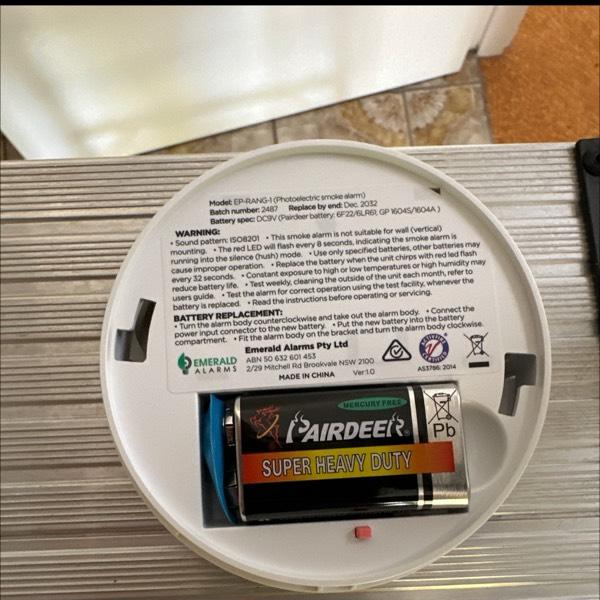 Model: EP-RANG-1 (Photoelectric smoke alarm)
Batch number: 2487 Replace by end: Dec. 2032
Battery spec: DC9V (Pairdeer battery: 6F22/6LR61, GP 1604S/1604A )
WARNING:
• Sound pattern: ISO8201 • This smoke alarm is not suitable for wall (vertical)
mounting. • The red LED will flash every 8 seconds, indicating the smoke alarm is
running into the silence (hush) mode. • Use only specified batteries, other batteries may
cause improper operation. • Replace the battery when the unit chirps with red led flash
every 32 seconds. • Constant exposure to high or low temperatures or high humidity may
reduce battery life. • Test weekly, cleaning the outside of the unit each month, refer to
users guide. • Test the alarm for correct operation using the test facility, whenever the
battery is replaced. • Read the instructions before operating or servicing.
BATTERY REPLACEMENT:
• Turn the alarm body counterclockwise and take out the alarm body. • Connect the
power input connector to the new battery. • Put the new battery into the battery
compartment. • Fit the alarm body on the bracket and turn the alarm body clockwise.
EMERALD
ALARMS
Emerald Alarms Pty Ltd
ABN 50 632 601 453
2/29 Mitchell Rd Brookvale NSW 2100
MADE IN CHINA Ver1.0
AS3786: 2014
MERCURY FREE
PAIRDEER®
SUPER HEAVY DUTY
Pb